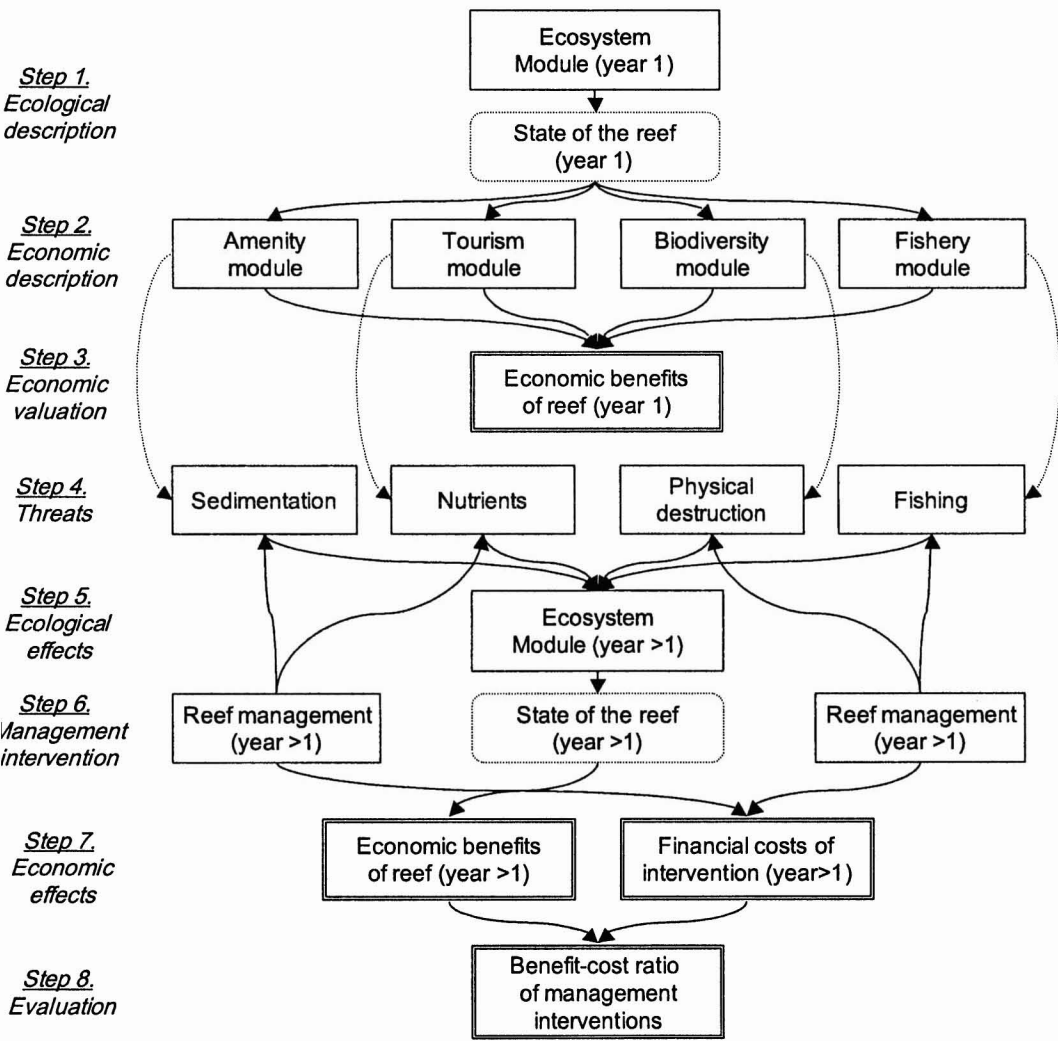 Step 1.
Ecological
description
Ecosystem
Module (year 1)
State of the reef
(year 1)
Step 2.
Economic
description
Amenity
module
Tourism
module
Biodiversity
module
Fishery
module
Step 3.
Economic
valuation
Economic benefits
of reef (year 1)
Step 4.
Threats
Sedimentation
Nutrients
Physical
destruction
Fishing
Step 5.
Ecological
effects
Ecosystem
Module (year >1)
Step 6.
Management
intervention
Reef management
(year >1)
State of the reef
(year >1)
Reef management
(year >1)
Step 7.
Economic
effects
Economic benefits
of reef (year >1)
Financial costs of
intervention (year>1)
Step 8.
Evaluation
Benefit-cost ratio
of management
interventions